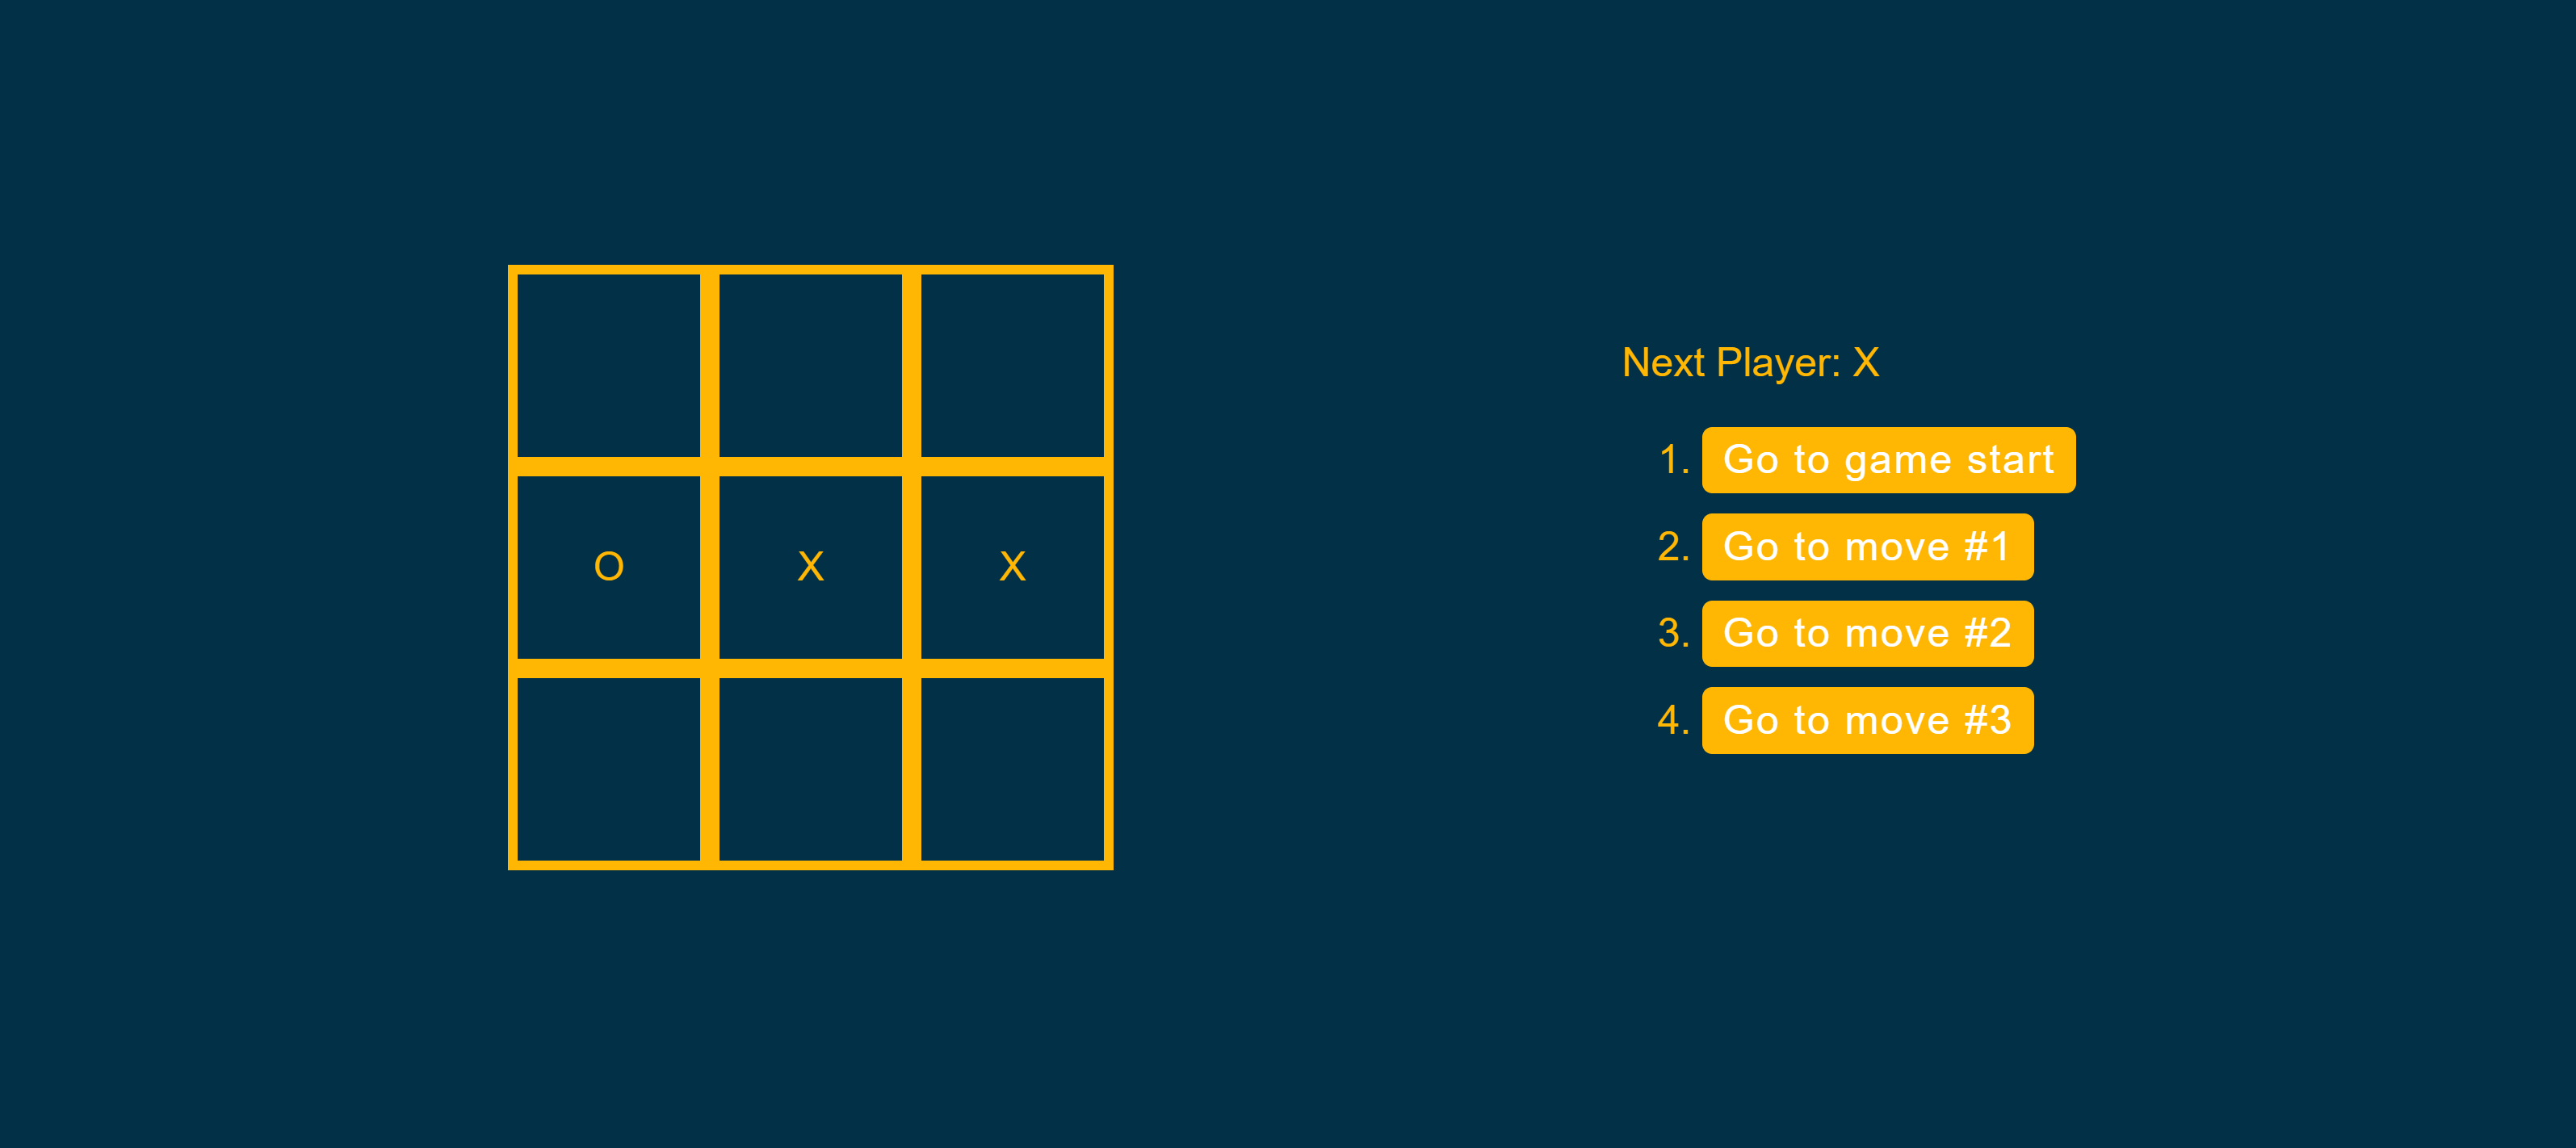 O X X
Next Player: X
1. Go to game start
2. Go to move #1
3. Go to move #2
4. Go to move #3